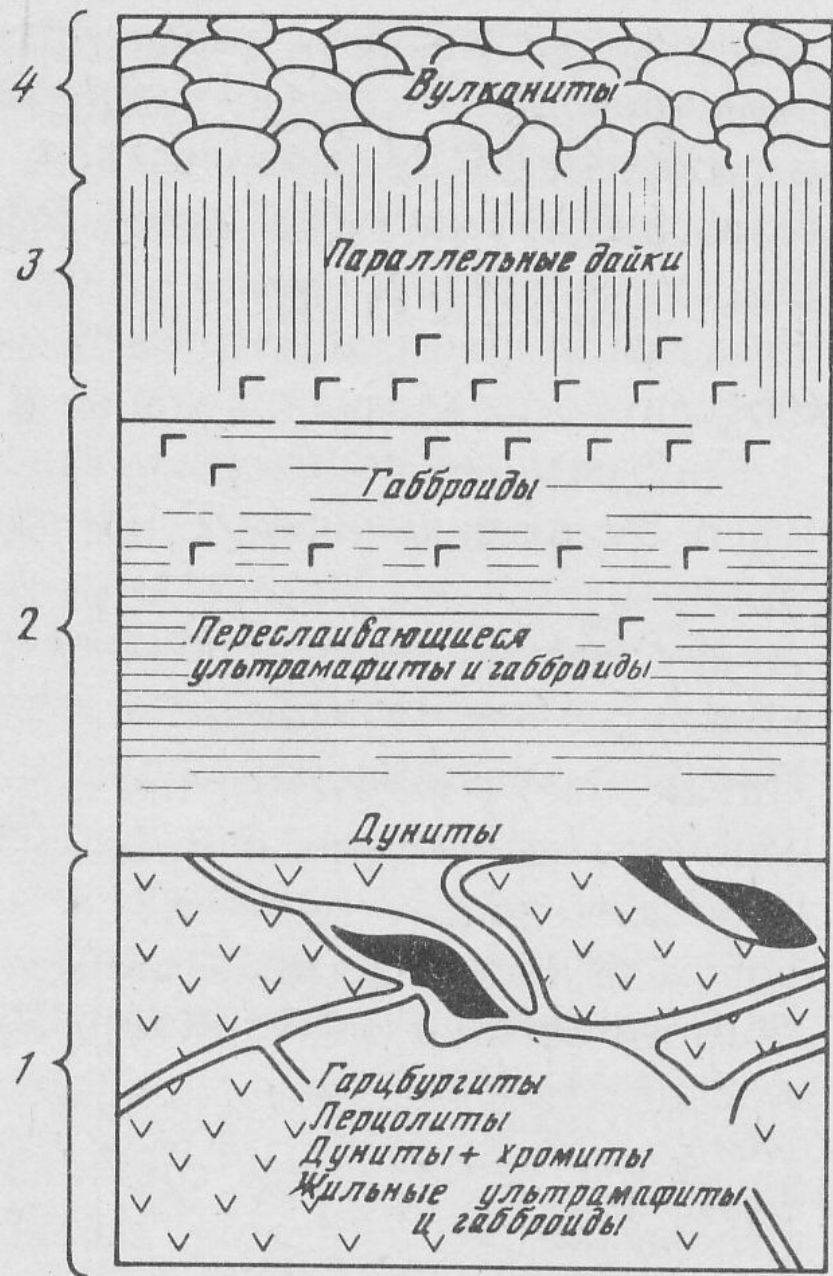 4
Вулканиты
3
Параллельные дайки
Габброиды
2
Переслаивающиеся
ультрамафиты и габброиды
Дуниты
1
Гарцбургиты
Лерцолиты
Дуниты + хромиты
Жильные ультрамафиты
и габброиды